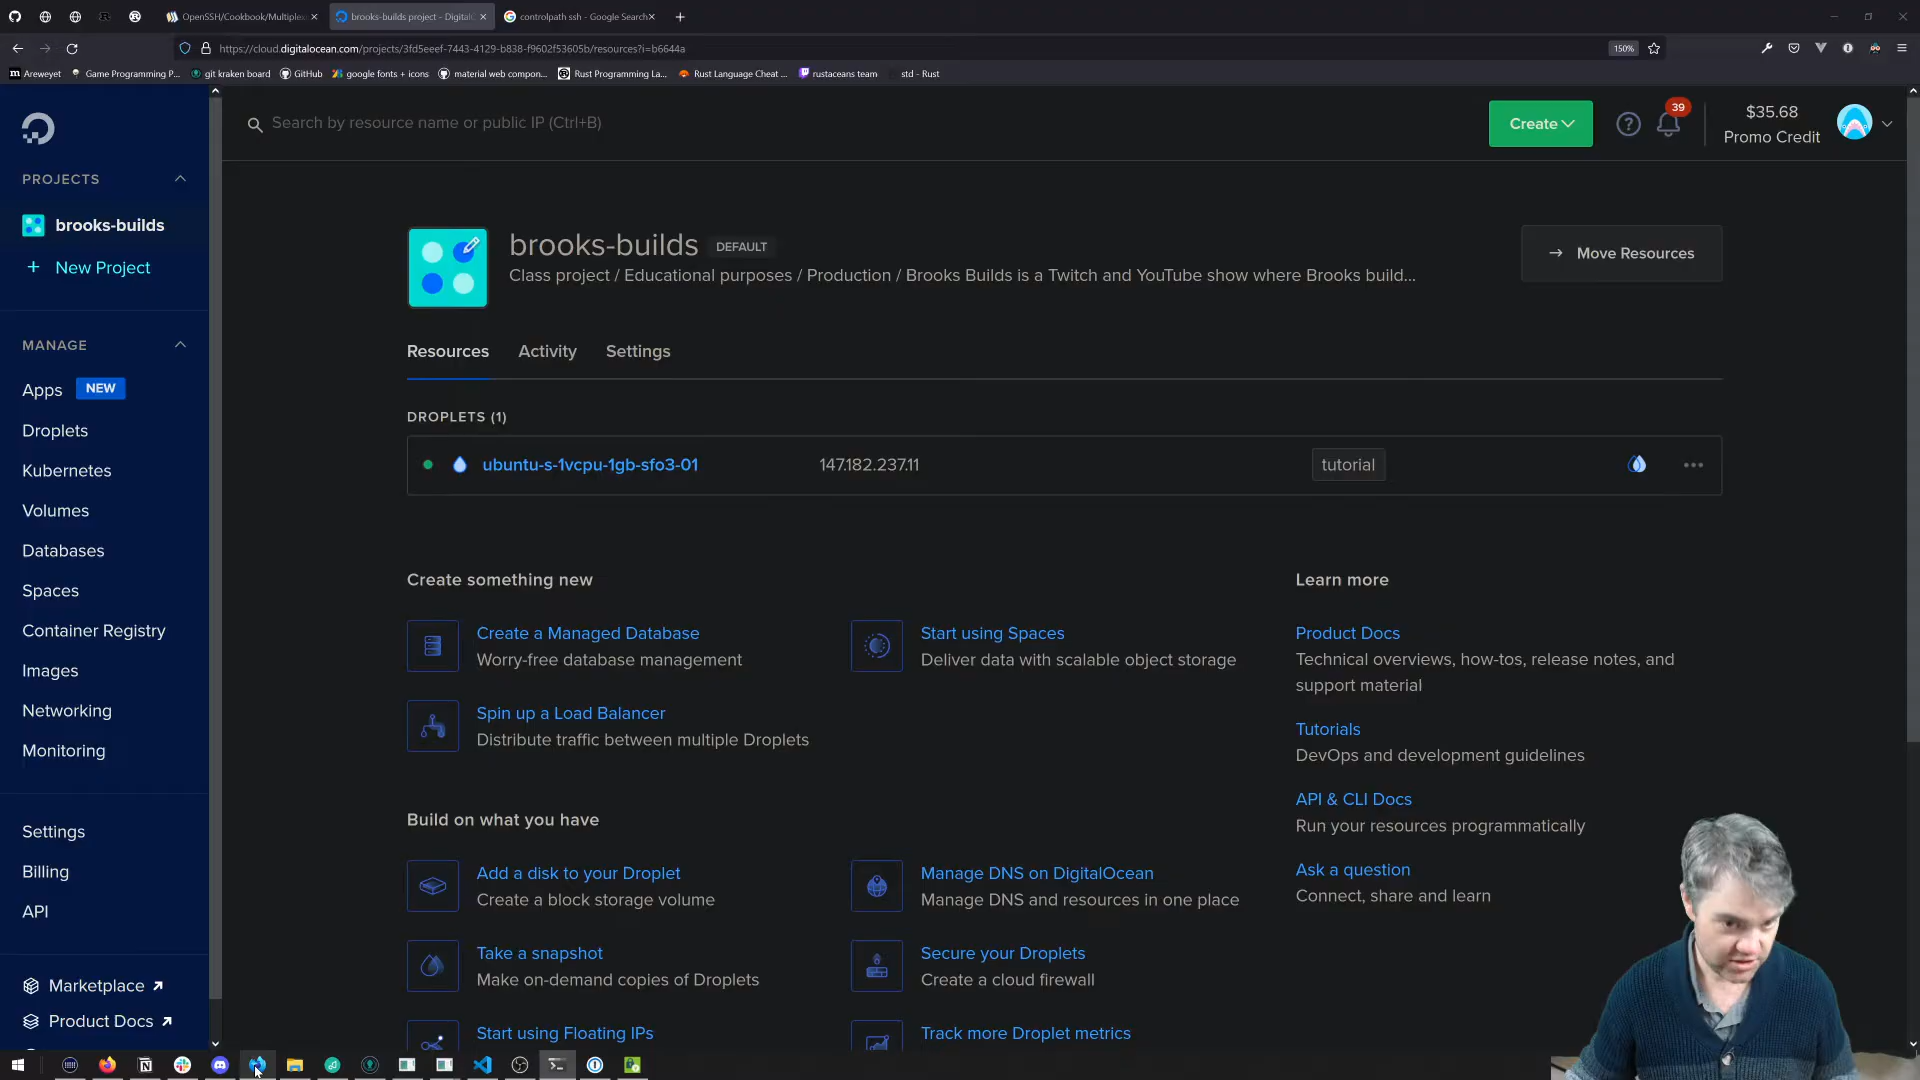 OpenSSH/Cookbook/Multiplex
brooks-builds project - Digital
controlpath ssh - Google Search
https://cloud.digitalocean.com/projects/3fd5eeef-7443-4129-b838-f9602f53605b/resources?i=b6644a
150%
Areweyet
Game Programming P...
git kraken board
GitHub
google fonts + icons
material web compon...
Rust Programming La...
Rust Language Cheat ...
rustaceans team
std - Rust
Search by resource name or public IP (Ctrl+B)
Create
39
$35.68
Promo Credit
PROJECTS
brooks-builds
+ New Project
MANAGE
Apps NEW
Droplets
Kubernetes
Volumes
Databases
Spaces
Container Registry
Images
Networking
Monitoring
Settings
Billing
API
Marketplace
Product Docs
brooks-builds DEFAULT
Class project / Educational purposes / Production / Brooks Builds is a Twitch and YouTube show where Brooks build...
Move Resources
Resources Activity Settings
DROPLETS (1)
ubuntu-s-1vcpu-1gb-sfo3-01 147.182.237.11 tutorial
Create something new
Create a Managed Database
Worry-free database management
Start using Spaces
Deliver data with scalable object storage
Spin up a Load Balancer
Distribute traffic between multiple Droplets
Build on what you have
Add a disk to your Droplet
Create a block storage volume
Manage DNS on DigitalOcean
Manage DNS and resources in one place
Take a snapshot
Make on-demand copies of Droplets
Secure your Droplets
Create a cloud firewall
Start using Floating IPs
Track more Droplet metrics
Learn more
Product Docs
Technical overviews, how-tos, release notes, and
support material
Tutorials
DevOps and development guidelines
API & CLI Docs
Run your resources programmatically
Ask a question
Connect, share and learn